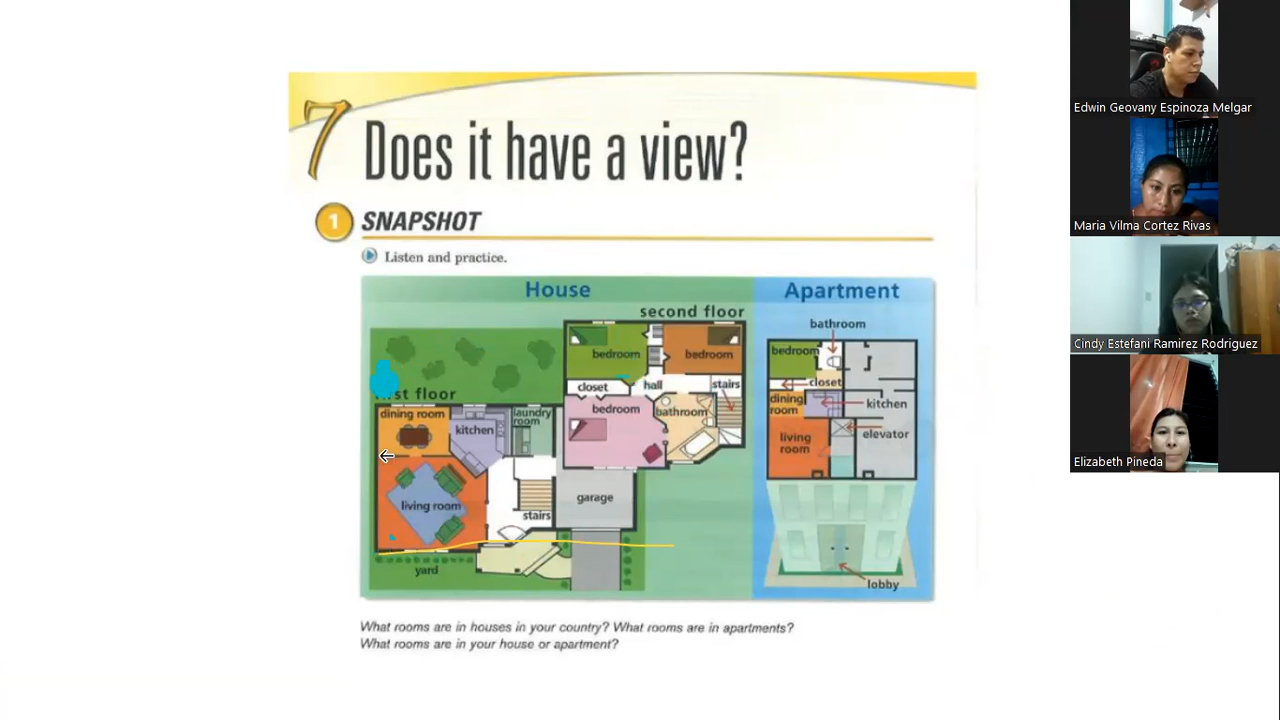 7
Does it have a view?
1 SNAPSHOT
Listen and practice.
House
second floor
bedroom
bedroom
closet
hall
stairs
bedroom
bathroom
first floor
dining room
kitchen
laundry
room
living room
stairs
garage
yard
Apartment
bathroom
bedroom
closet
dining
room
kitchen
living
room
elevator
lobby
What rooms are in houses in your country? What rooms are in apartments?
What rooms are in your house or apartment?
Edwin Geovany Espinoza Melgar
Maria Vilma Cortez Rivas
Cindy Estefani Ramirez Rodriguez
Elizabeth Pineda